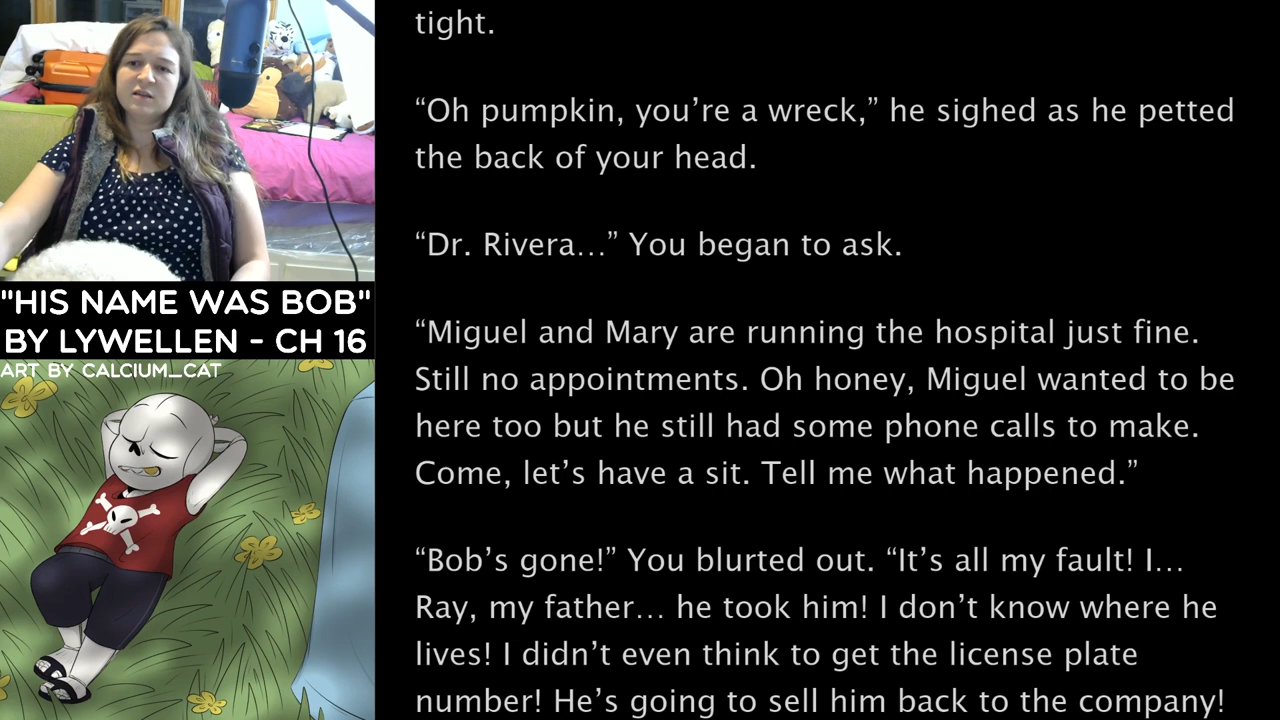 "HIS NAME WAS BOB"
BY LYWELLEN - CH 16
ART BY CALCIUM_CAT
tight.
“Oh pumpkin, you’re a wreck,” he sighed as he petted
the back of your head.
“Dr. Rivera…” You began to ask.
“Miguel and Mary are running the hospital just fine.
Still no appointments. Oh honey, Miguel wanted to be
here too but he still had some phone calls to make.
Come, let’s have a sit. Tell me what happened.”
“Bob’s gone!” You blurted out. “It’s all my fault! I…
Ray, my father… he took him! I don’t know where he
lives! I didn’t even think to get the license plate
number! He’s going to sell him back to the company!